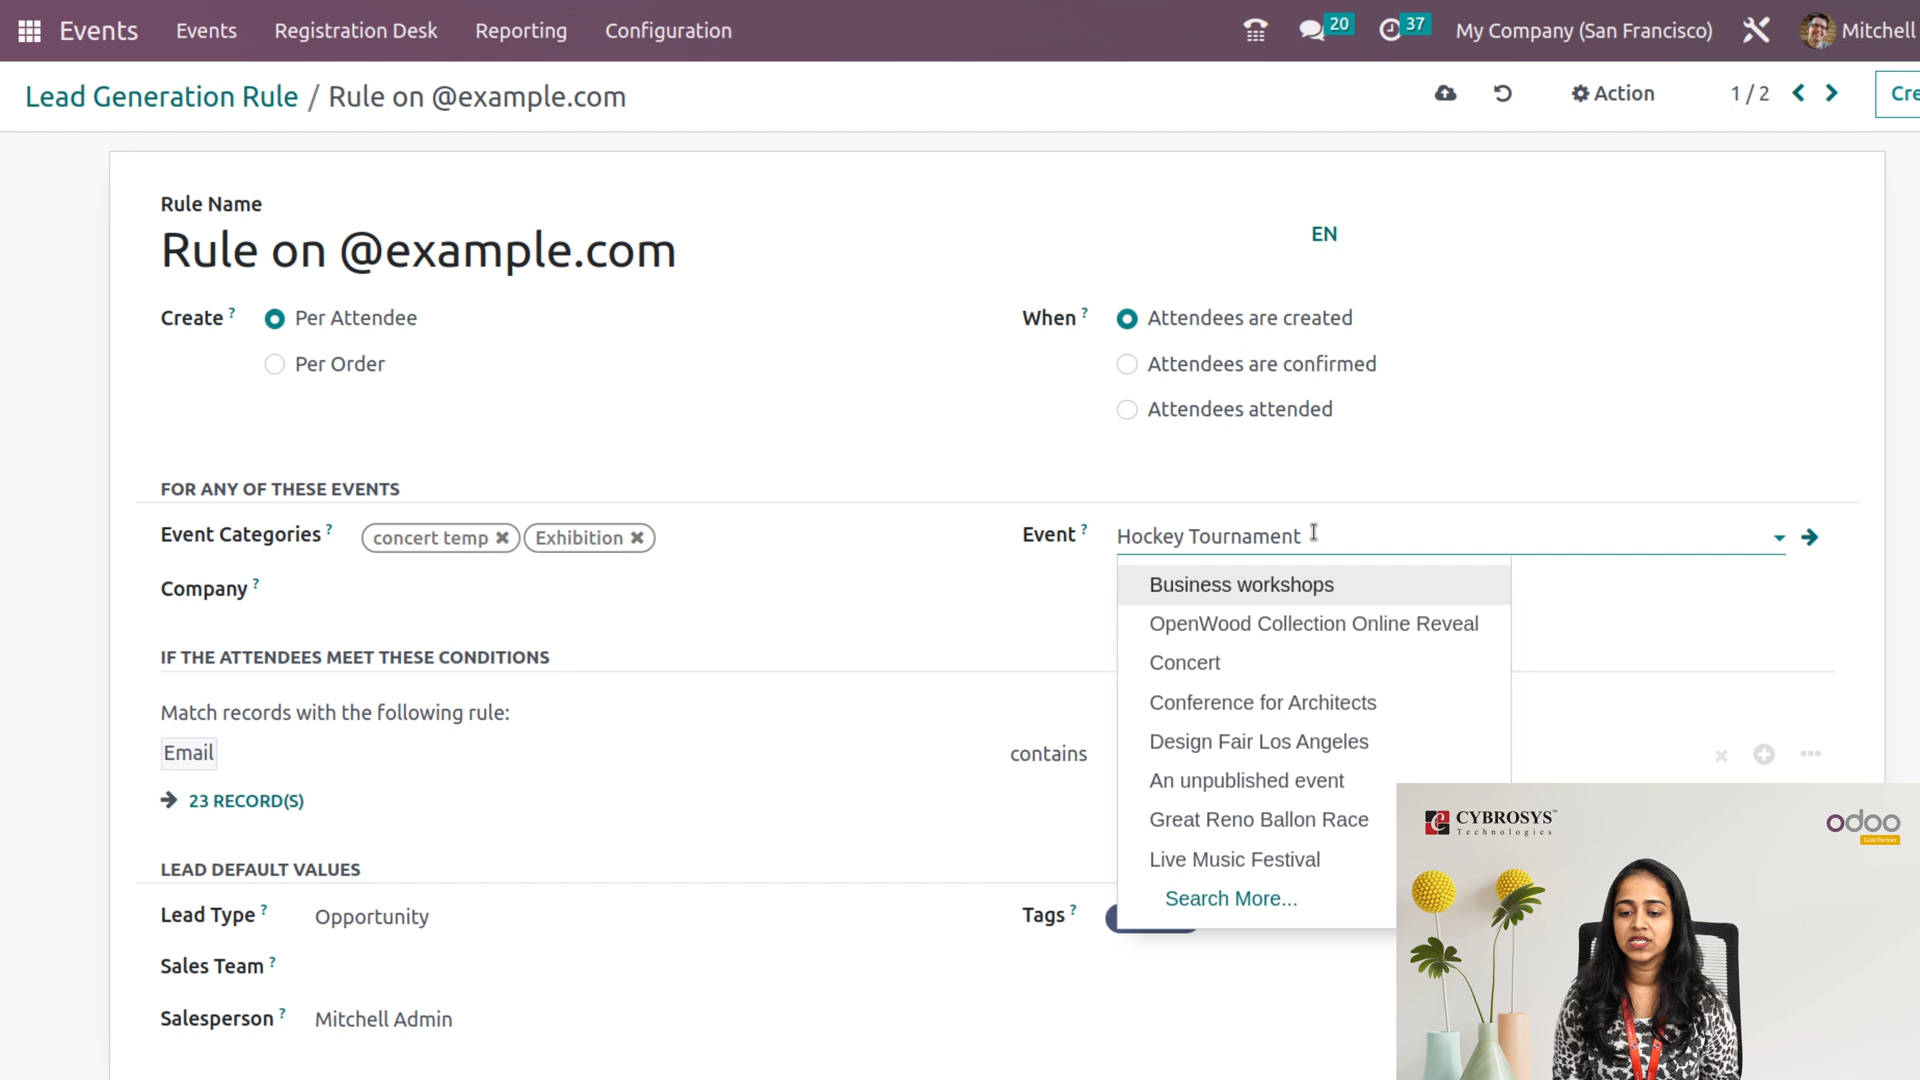 Events Events Registration Desk Reporting Configuration 20 37 My Company (San Francisco) Mitchell
Lead Generation Rule / Rule on @example.com Action 1 / 2 Cre
Rule Name
Rule on @example.com EN
Create ? Per Attendee When ? Attendees are created
Per Order Attendees are confirmed
Attendees attended
FOR ANY OF THESE EVENTS
Event Categories ? concert temp Exhibition Event ? Hockey Tournament
Company ?
Business workshops
OpenWood Collection Online Reveal
Concert
Conference for Architects
Design Fair Los Angeles
An unpublished event
Great Reno Ballon Race
Live Music Festival
Search More...
IF THE ATTENDEES MEET THESE CONDITIONS
Match records with the following rule:
Email contains
23 RECORD(S)
LEAD DEFAULT VALUES
Lead Type ? Opportunity Tags ?
Sales Team ?
Salesperson ? Mitchell Admin
CYBROSYS™
Technologies
odoo
Gold Partner